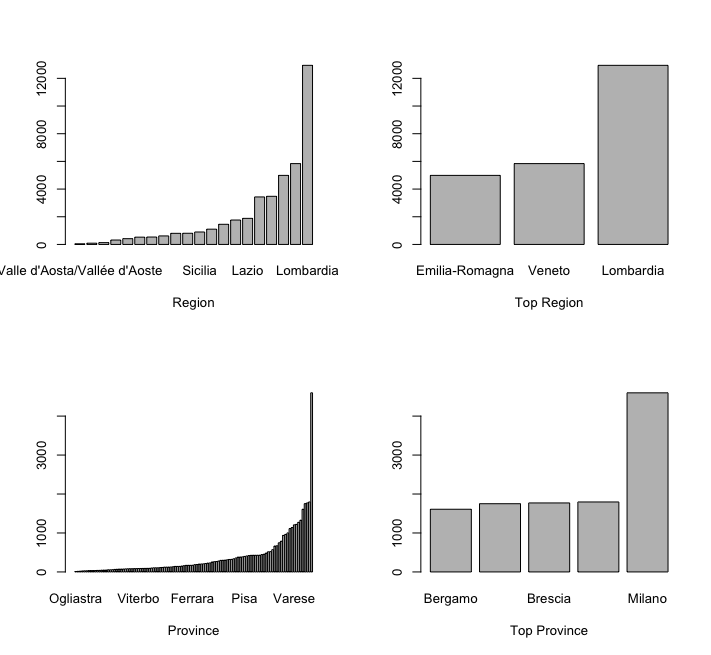 12000
8000
4000
0
Valle d'Aosta/Vallée d'Aoste Sicilia Lazio Lombardia
Region
12000
8000
4000
0
Emilia-Romagna Veneto Lombardia
Top Region
3000
1000
0
Ogliastra Viterbo Ferrara Pisa Varese
Province
3000
1000
0
Bergamo Brescia Milano
Top Province